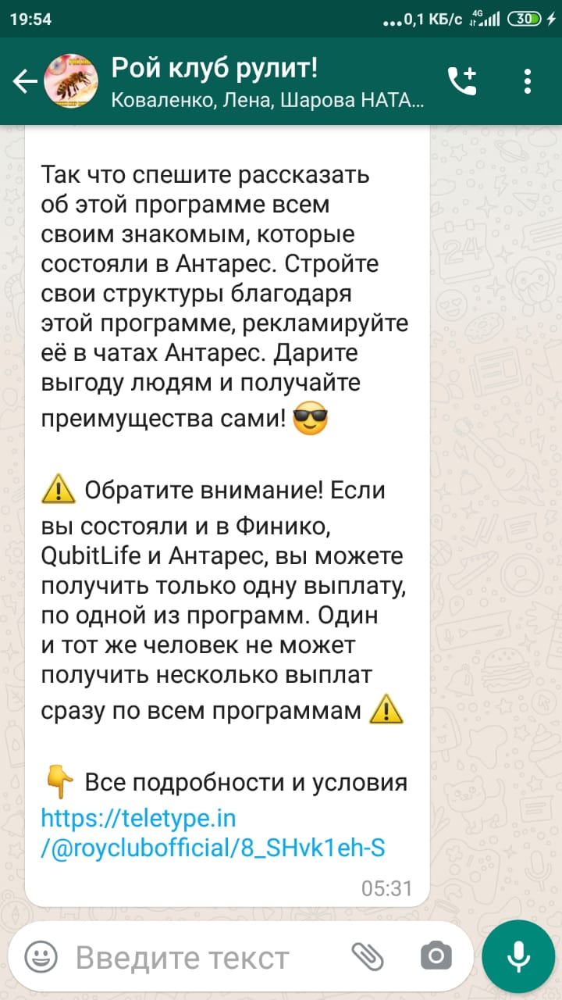 19:54
...0,1 КБ/с 4G 30
Рой клуб рулит!
Коваленко, Лена, Шарова НАТА...
Так что спешите рассказать
об этой программе всем
своим знакомым, которые
состояли в Антарес. Стройте
свои структуры благодаря
этой программе, рекламируйте
её в чатах Антарес. Дарите
выгоду людям и получайте
преимущества сами! 😎
⚠️ Обратите внимание! Если
вы состояли и в Финико,
QubitLife и Антарес, вы можете
получить только одну выплату,
по одной из программ. Один
и тот же человек не может
получить несколько выплат
сразу по всем программам ⚠️
👇 Все подробности и условия
https://teletype.in
/@royclubofficial/8_SHvk1eh-S
05:31
Введите текст